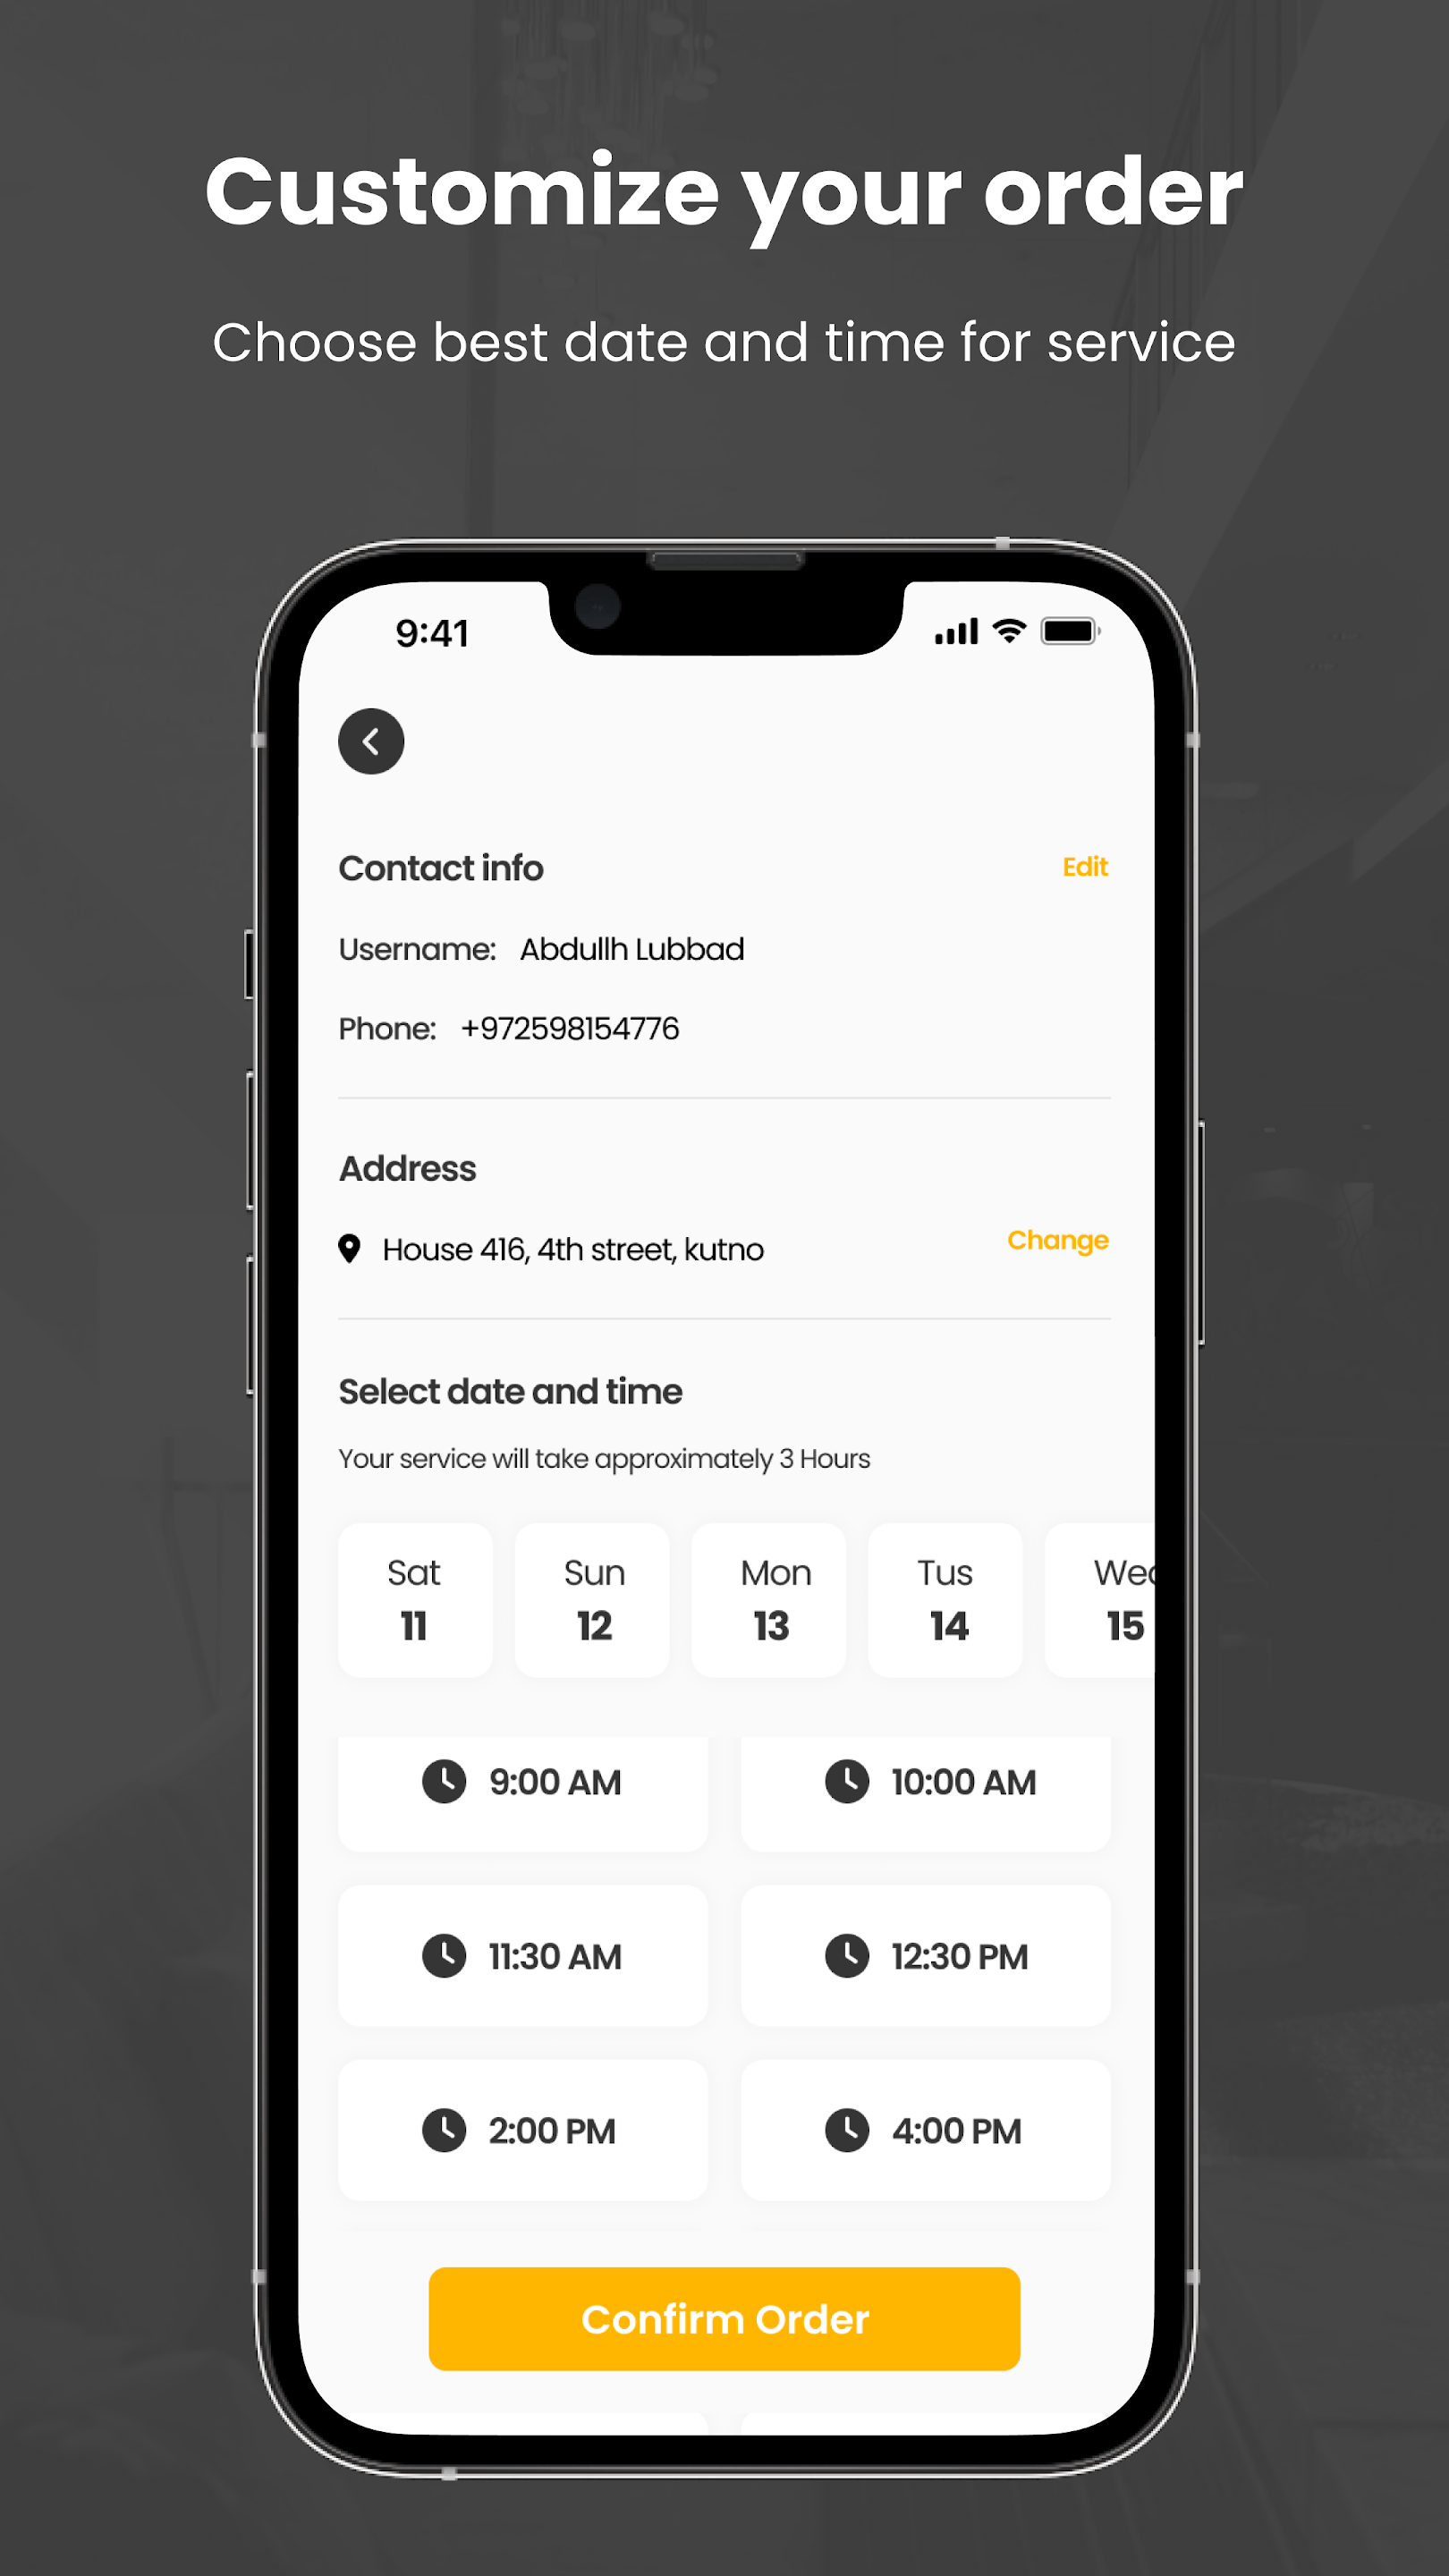 Customize your order
Choose best date and time for service
9:41
Contact info
Edit
Username: Abdullh Lubbad
Phone: +972598154776
Address
House 416, 4th street, kutno
Change
Select date and time
Your service will take approximately 3 Hours
Sat Sun Mon Tus Wed
11 12 13 14 15
9:00 AM 10:00 AM
11:30 AM 12:30 PM
2:00 PM 4:00 PM
Confirm Order